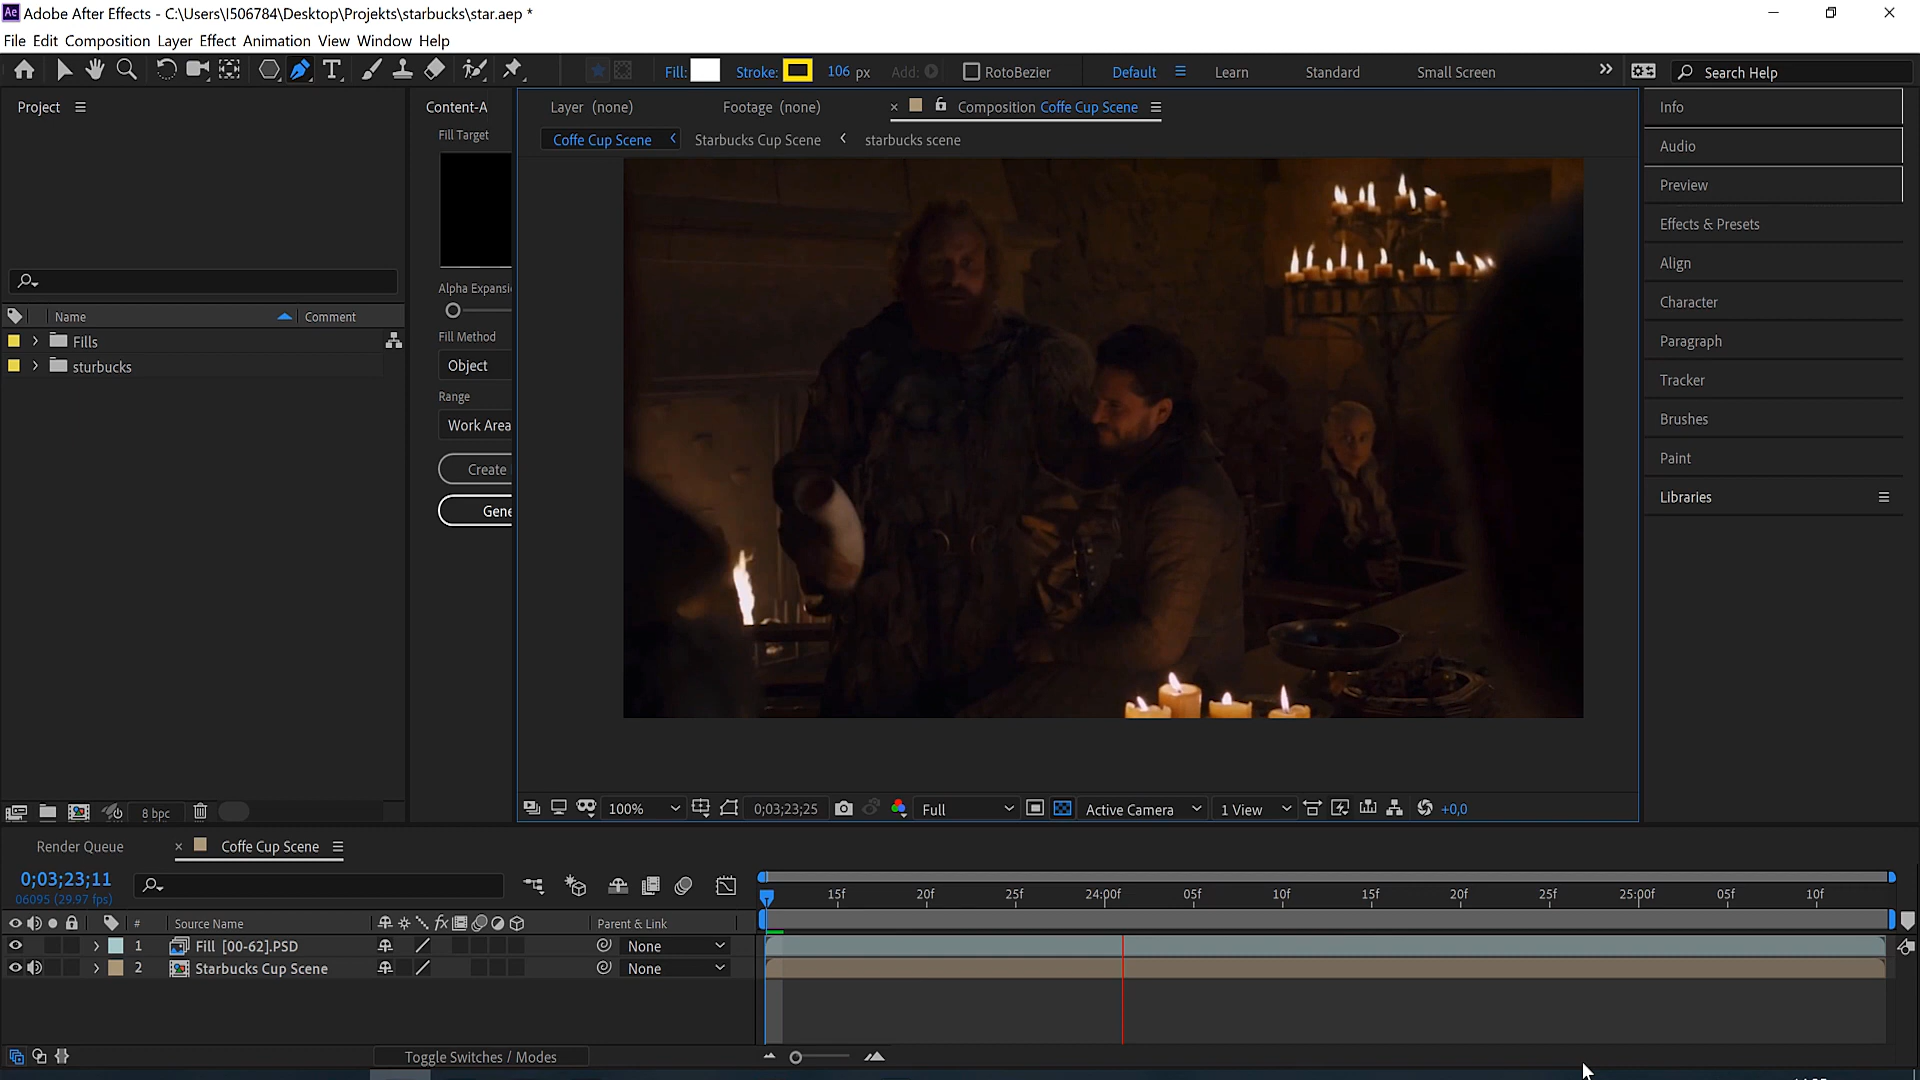 Ae Adobe After Effects - C:\Users\I506784\Desktop\Projekts\starbucks\star.aep *
File Edit Composition Layer Effect Animation View Window Help
Fill: Stroke: 106 px Add: RotoBezier Default Learn Standard Small Screen Search Help
Project
Content-A
Layer (none) Footage (none) × Composition Coffe Cup Scene
Fill Target
Coffe Cup Scene Starbucks Cup Scene starbucks scene
Info
Audio
Preview
Effects & Presets
Align
Character
Paragraph
Tracker
Brushes
Paint
Libraries
Name Comment
Fills
sturbucks
Alpha Expansi
Fill Method
Object
Range
Work Area
Create
Gene
8 bpc
100% 0;03;23;25 Full Active Camera 1 View +0,0
Render Queue × Coffe Cup Scene
0;03;23;11
06095 (29.97 fps)
15f 20f 25f 24:00f 05f 10f 15f 20f 25f 25:00f 05f 10f
# Source Name fx Parent & Link
1 Fill [00-62].PSD None
2 Starbucks Cup Scene None
Toggle Switches / Modes